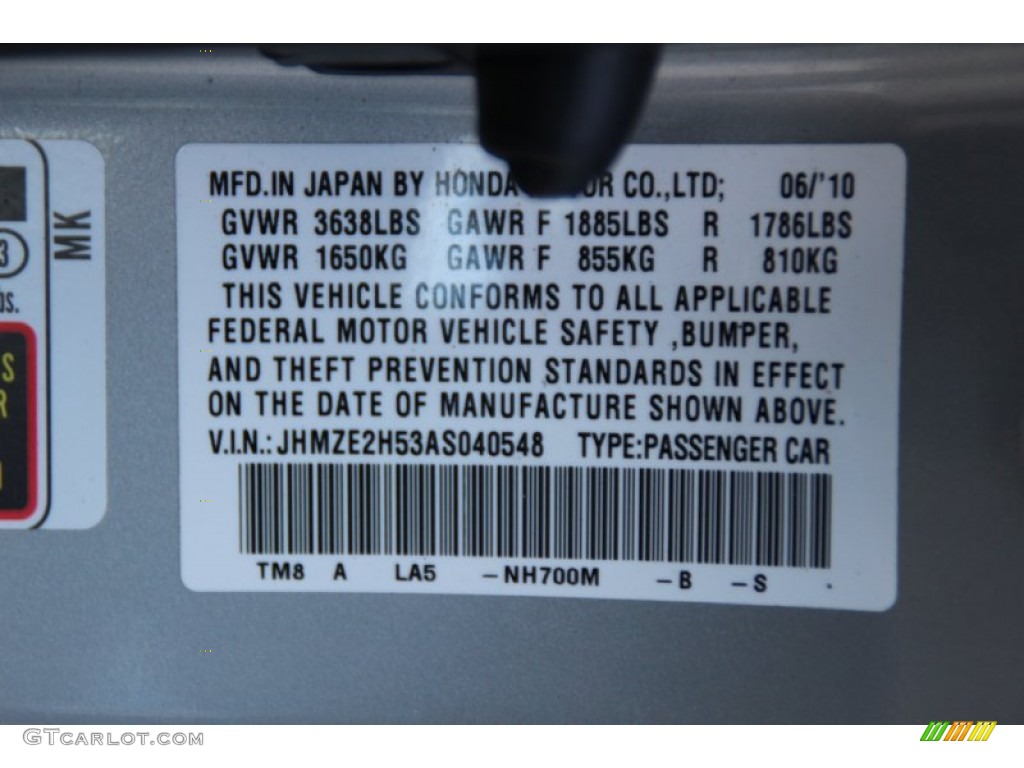 MFD.IN JAPAN BY HONDA CO.,LTD; 06/'10
GVWR 3638LBS GAWR F 1885LBS R 1786LBS
GVWR 1650KG GAWR F 855KG R 810KG
THIS VEHICLE CONFORMS TO ALL APPLICABLE
FEDERAL MOTOR VEHICLE SAFETY ,BUMPER,
AND THEFT PREVENTION STANDARDS IN EFFECT
ON THE DATE OF MANUFACTURE SHOWN ABOVE.
V.I.N.: JHMZE2H53AS040548 TYPE:PASSENGER CAR
TM8 A LA5 -NH700M -B -S .
MK
3
GTCARLOT.COM